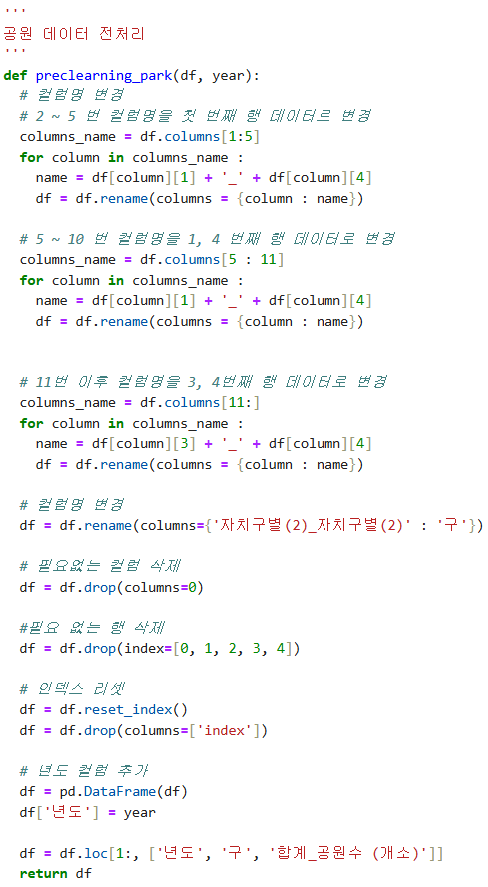 '''
공원 데이터 전처리
'''
def preclearning_park(df, year):
  # 컬럼명 변경
  # 2 ~ 5 번 컬럼명을 첫 번째 행 데이터르 변경
  columns_name = df.columns[1:5]
  for column in columns_name :
    name = df[column][1] + '_' + df[column][4]
    df = df.rename(columns = {column : name})

  # 5 ~ 10 번 컬럼명을 1, 4 번째 행 데이터로 변경
  columns_name = df.columns[5 : 11]
  for column in columns_name :
    name = df[column][1] + '_' + df[column][4]
    df = df.rename(columns = {column : name})


  # 11번 이후 컬럼명을 3, 4번째 행 데이터로 변경
  columns_name = df.columns[11:]
  for column in columns_name :
    name = df[column][3] + '_' + df[column][4]
    df = df.rename(columns = {column : name})

  # 컬럼명 변경
  df = df.rename(columns={'자치구별(2)_자치구별(2)' : '구'})

  # 필요없는 컬럼 삭제
  df = df.drop(columns=0)

  #필요 없는 행 삭제
  df = df.drop(index=[0, 1, 2, 3, 4])

  # 인덱스 리셋
  df = df.reset_index()
  df = df.drop(columns=['index'])

  # 년도 컬럼 추가
  df = pd.DataFrame(df)
  df['년도'] = year

  df = df.loc[1:, ['년도', '구', '합계_공원수 (개소)']]
  return df